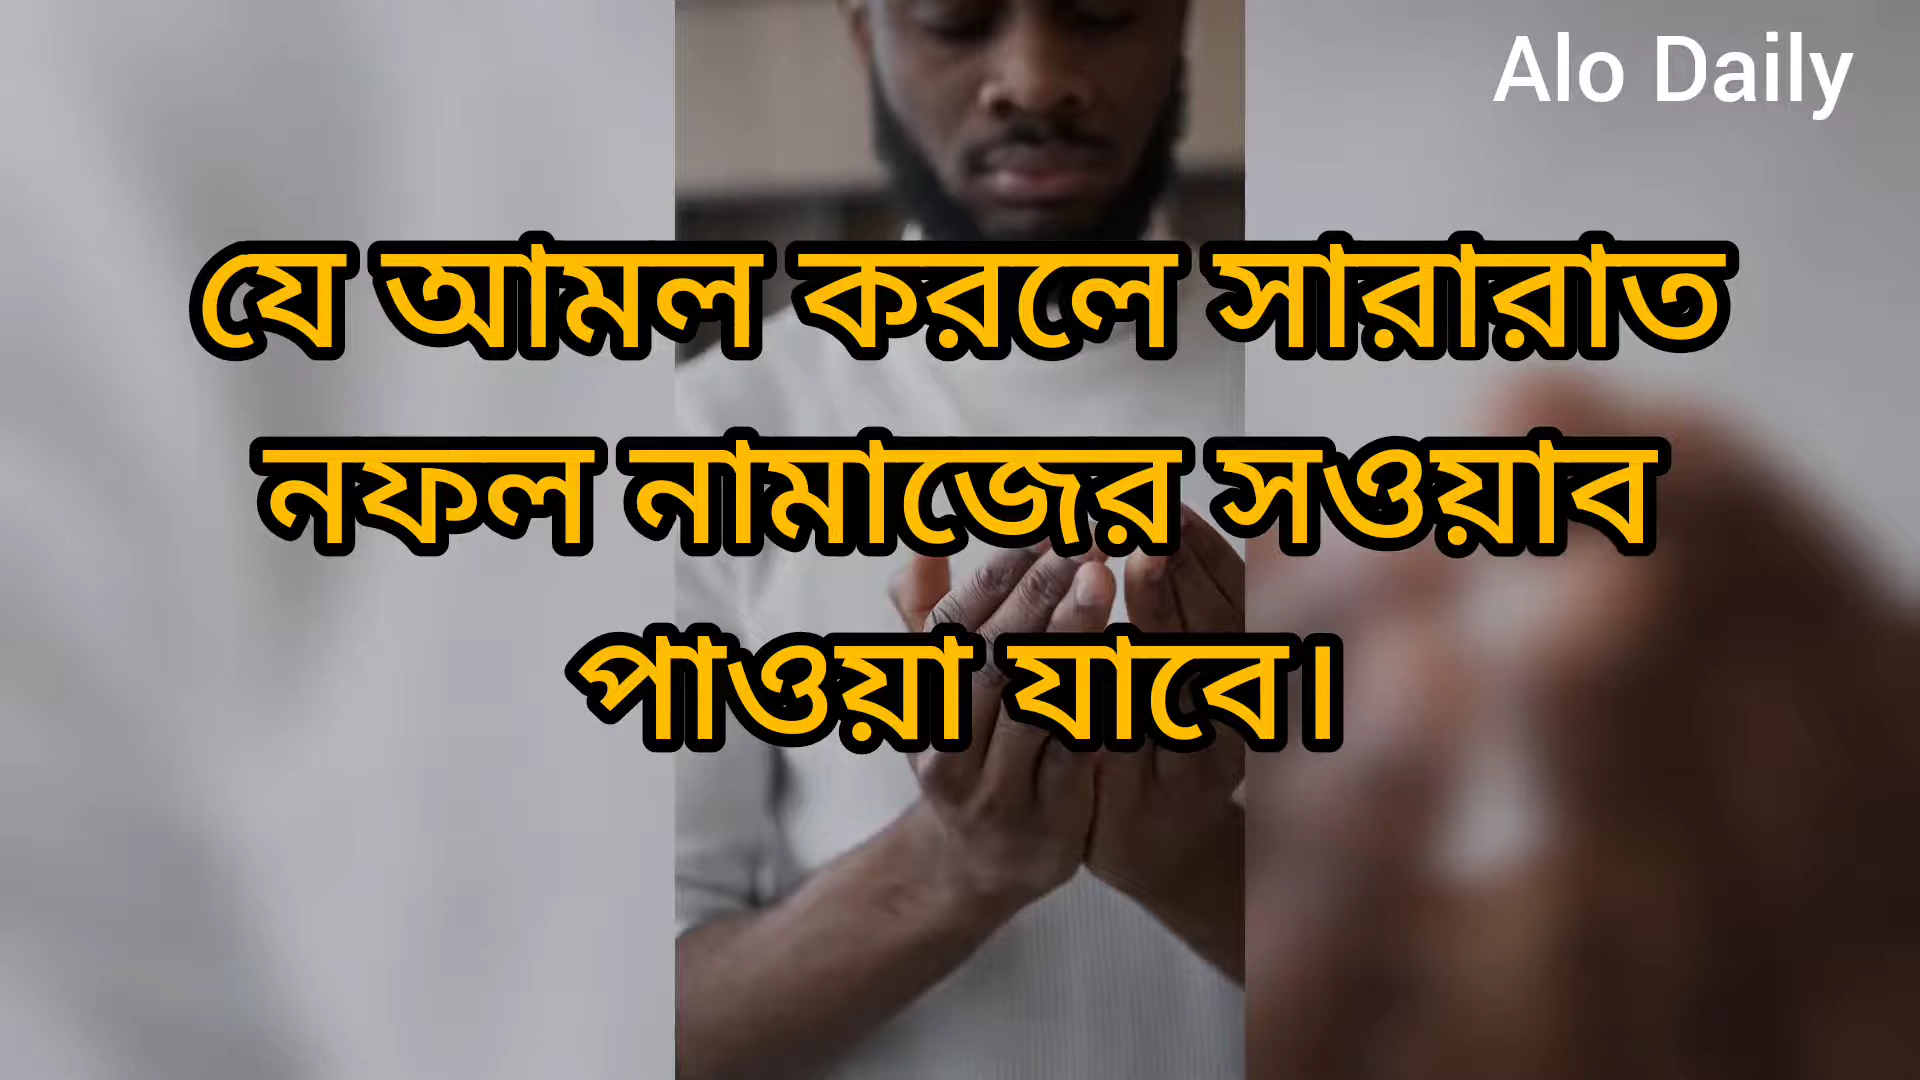 Alo Daily
যে আমল করলে সারারাত
নফল নামাজের সওয়াব
পাওয়া যাবে।